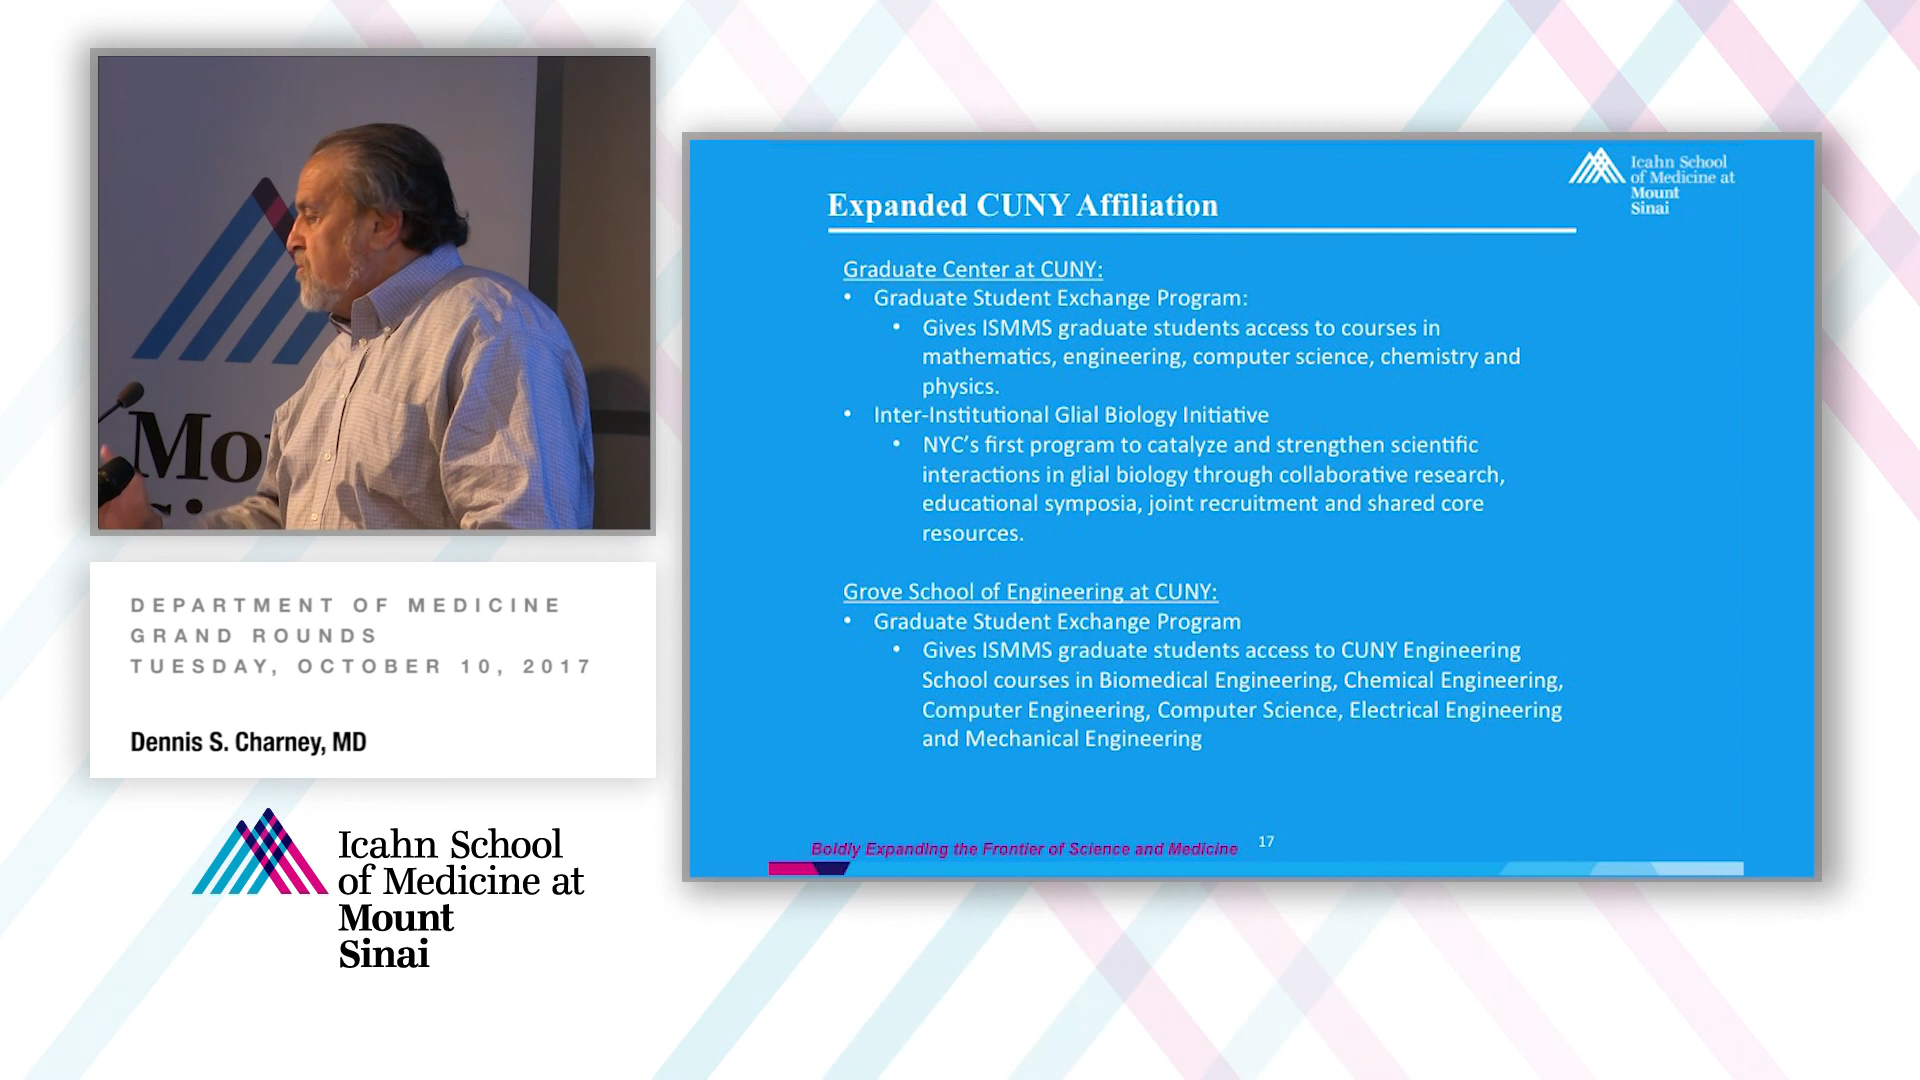 Mo
DEPARTMENT OF MEDICINE
GRAND ROUNDS
TUESDAY, OCTOBER 10, 2017
Dennis S. Charney, MD
Icahn School
of Medicine at
Mount
Sinai
Icahn School
of Medicine at
Mount
Sinai
Expanded CUNY Affiliation
Graduate Center at CUNY:
• Graduate Student Exchange Program:
• Gives ISMMS graduate students access to courses in
mathematics, engineering, computer science, chemistry and
physics.
• Inter-Institutional Glial Biology Initiative
• NYC's first program to catalyze and strengthen scientific
interactions in glial biology through collaborative research,
educational symposia, joint recruitment and shared core
resources.
Grove School of Engineering at CUNY:
• Graduate Student Exchange Program
• Gives ISMMS graduate students access to CUNY Engineering
School courses in Biomedical Engineering, Chemical Engineering,
Computer Engineering, Computer Science, Electrical Engineering
and Mechanical Engineering
Boldly Expanding the Frontier of Science and Medicine
17